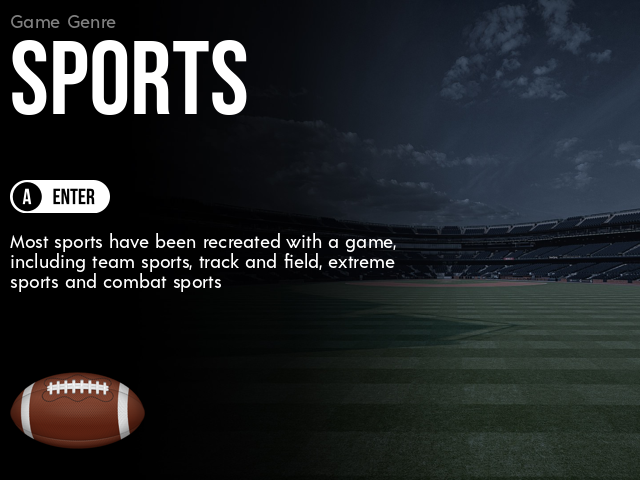 Game Genre
SPORTS
A ENTER
Most sports have been recreated with a game,
including team sports, track and field, extreme
sports and combat sports